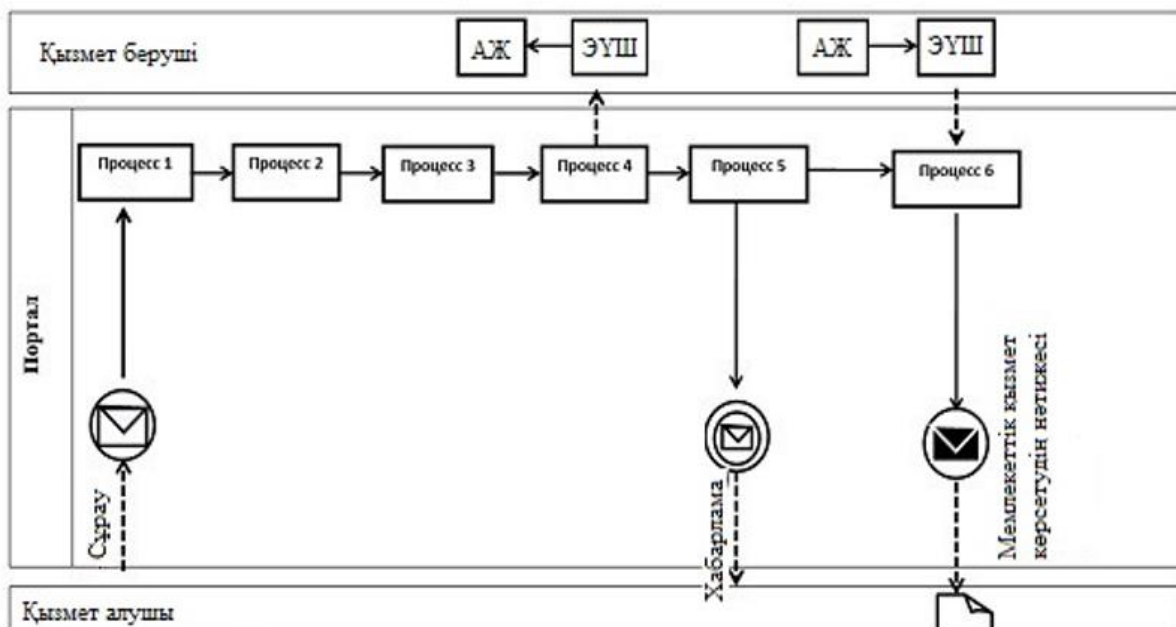 Қызмет беруші
АЖ
ЭҮШ
АЖ
ЭҮШ
Портал
Процесс 1
Процесс 2
Процесс 3
Процесс 4
Процесс 5
Процесс 6
Сұрау
Хабарлама
Мемлекеттік қызмет
көрсетудің нәтижесі
Қызмет алушы